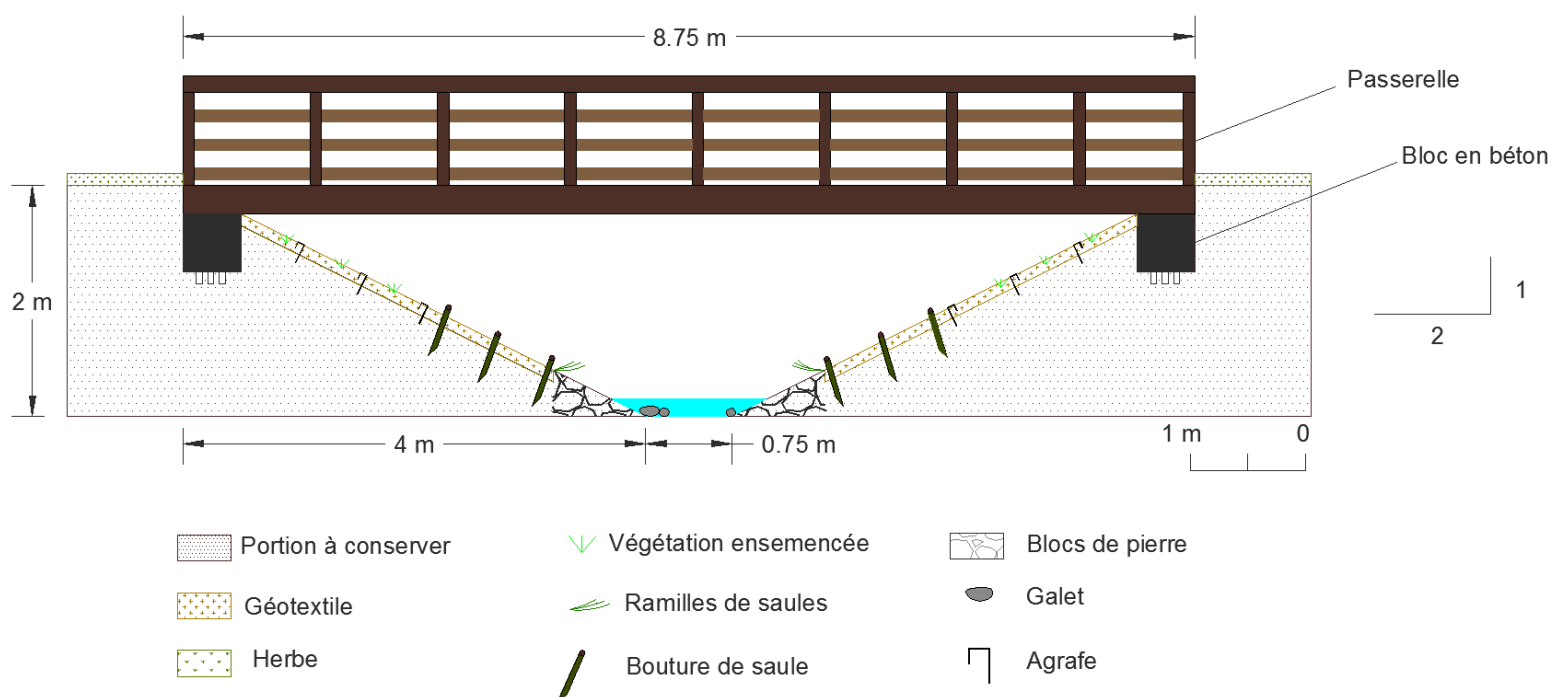 8.75 m
Passerelle
Bloc en béton
2 m
1
2
4 m
0.75 m
1 m
0
Portion à conserver
Végétation ensemencée
Blocs de pierre
Géotextile
Ramilles de saules
Galet
Herbe
Bouture de saule
Agrafe